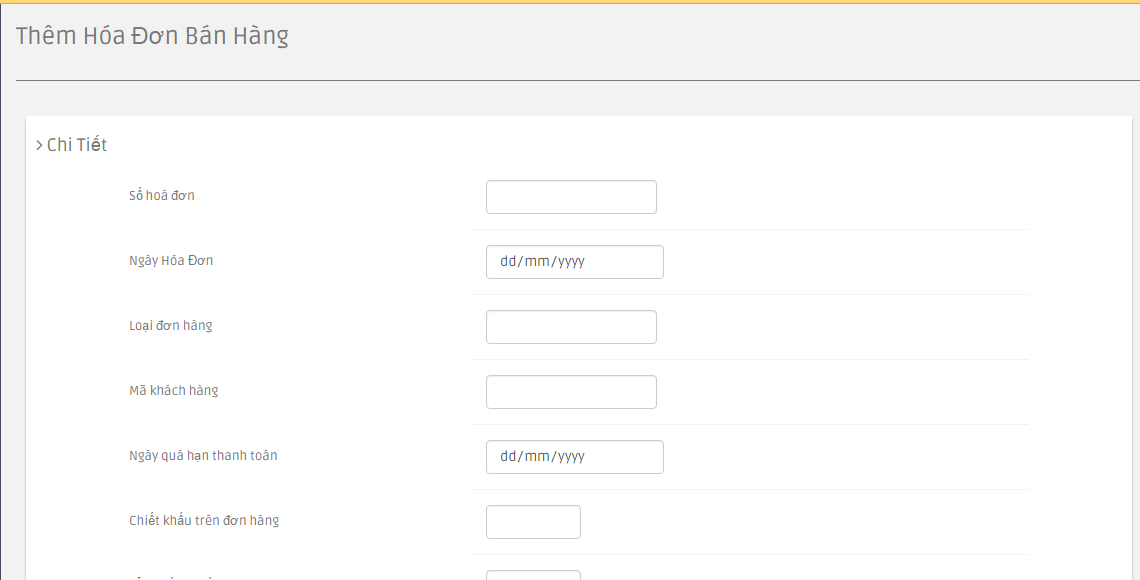 Thêm Hóa Đơn Bán Hàng
Chi Tiết
Số hoá đơn
Ngày Hóa Đơn
dd/mm/yyyy
Loại đơn hàng
Mã khách hàng
Ngày quá hạn thanh toán
dd/mm/yyyy
Chiết khấu trên đơn hàng